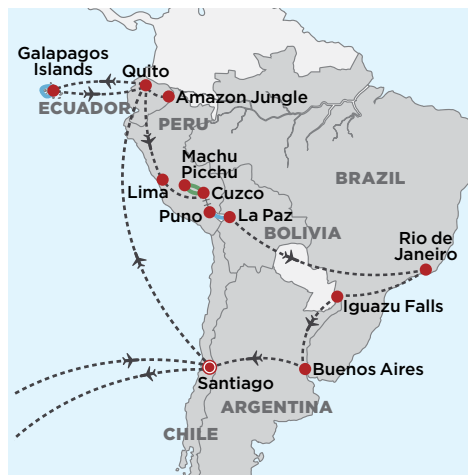 Galapagos
Islands
Quito
ECUADOR
Amazon Jungle
PERU
Machu
Picchu
BRAZIL
Lima
Cuzco
Puno
La Paz
BOLIVIA
Rio de
Janeiro
Iguazu Falls
Buenos Aires
Santiago
ARGENTINA
CHILE